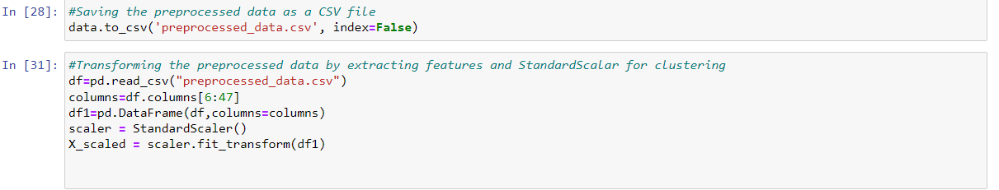 In [28]: #Saving the preprocessed data as a CSV file
data.to_csv('preprocessed_data.csv', index=False)
In [31]: #Transforming the preprocessed data by extracting features and StandardScalar for clustering
df=pd.read_csv("preprocessed_data.csv")
columns=df.columns[6:47]
df1=pd.DataFrame(df,columns=columns)
scaler = StandardScaler()
X_scaled = scaler.fit_transform(df1)